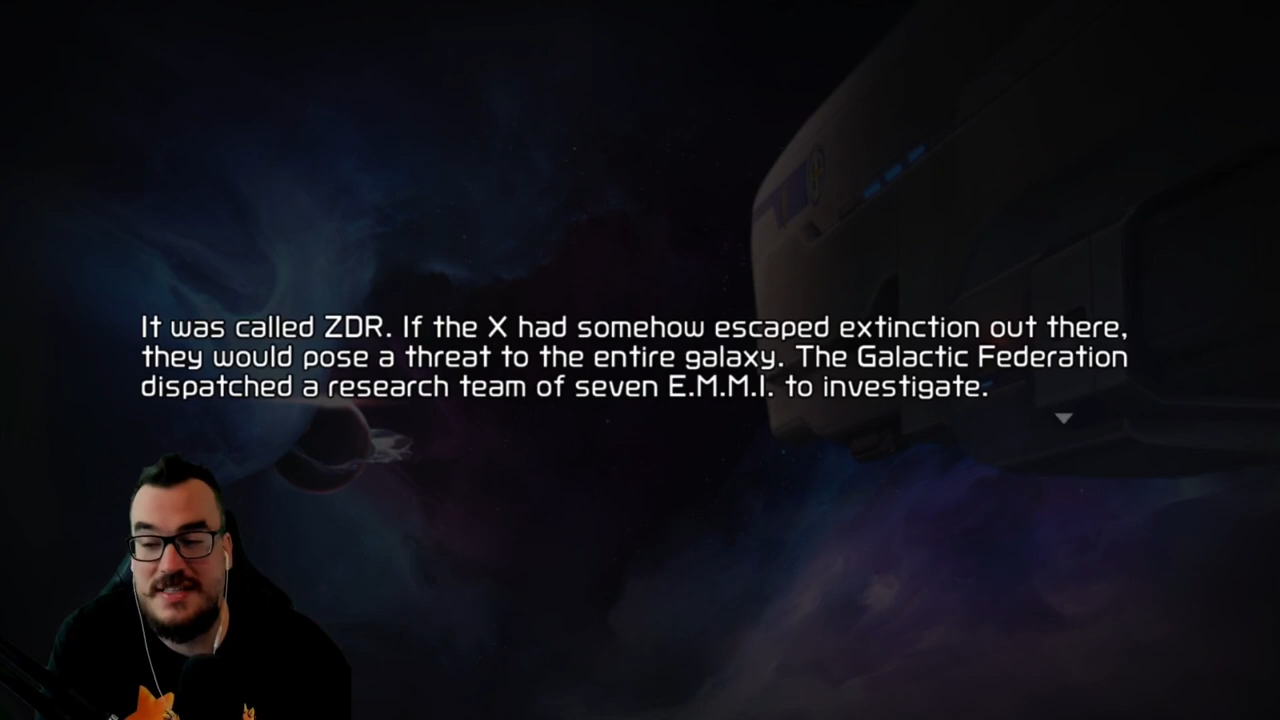 It was called ZDR. If the X had somehow escaped extinction out there,
they would pose a threat to the entire galaxy. The Galactic Federation
dispatched a research team of seven E.M.M.I. to investigate.